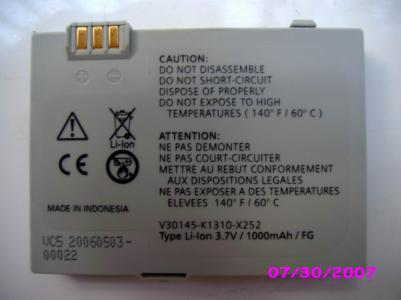 CAUTION:
DO NOT DISASSEMBLE
DO NOT SHORT-CIRCUIT
DISPOSE OF PROPERLY
DO NOT EXPOSE TO HIGH
TEMPERATURES ( 140° F / 60° C )
Li-Ion
ATTENTION:
NE PAS DEMONTER
NE PAS COURT-CIRCUITER
METTRE AU REBUT CONFORMEMENT
AUX REGLEMENTS
NE PAS EXPOSER A DES TEMPERATURES
ELEVEES 140° F / 60° C)
CE
MADE IN INDONESIA
V30145-K1310-X252
Type Li-Ion 3.7V / 1000mAh / FG
VC5 20060503-
00022
07/30/2007